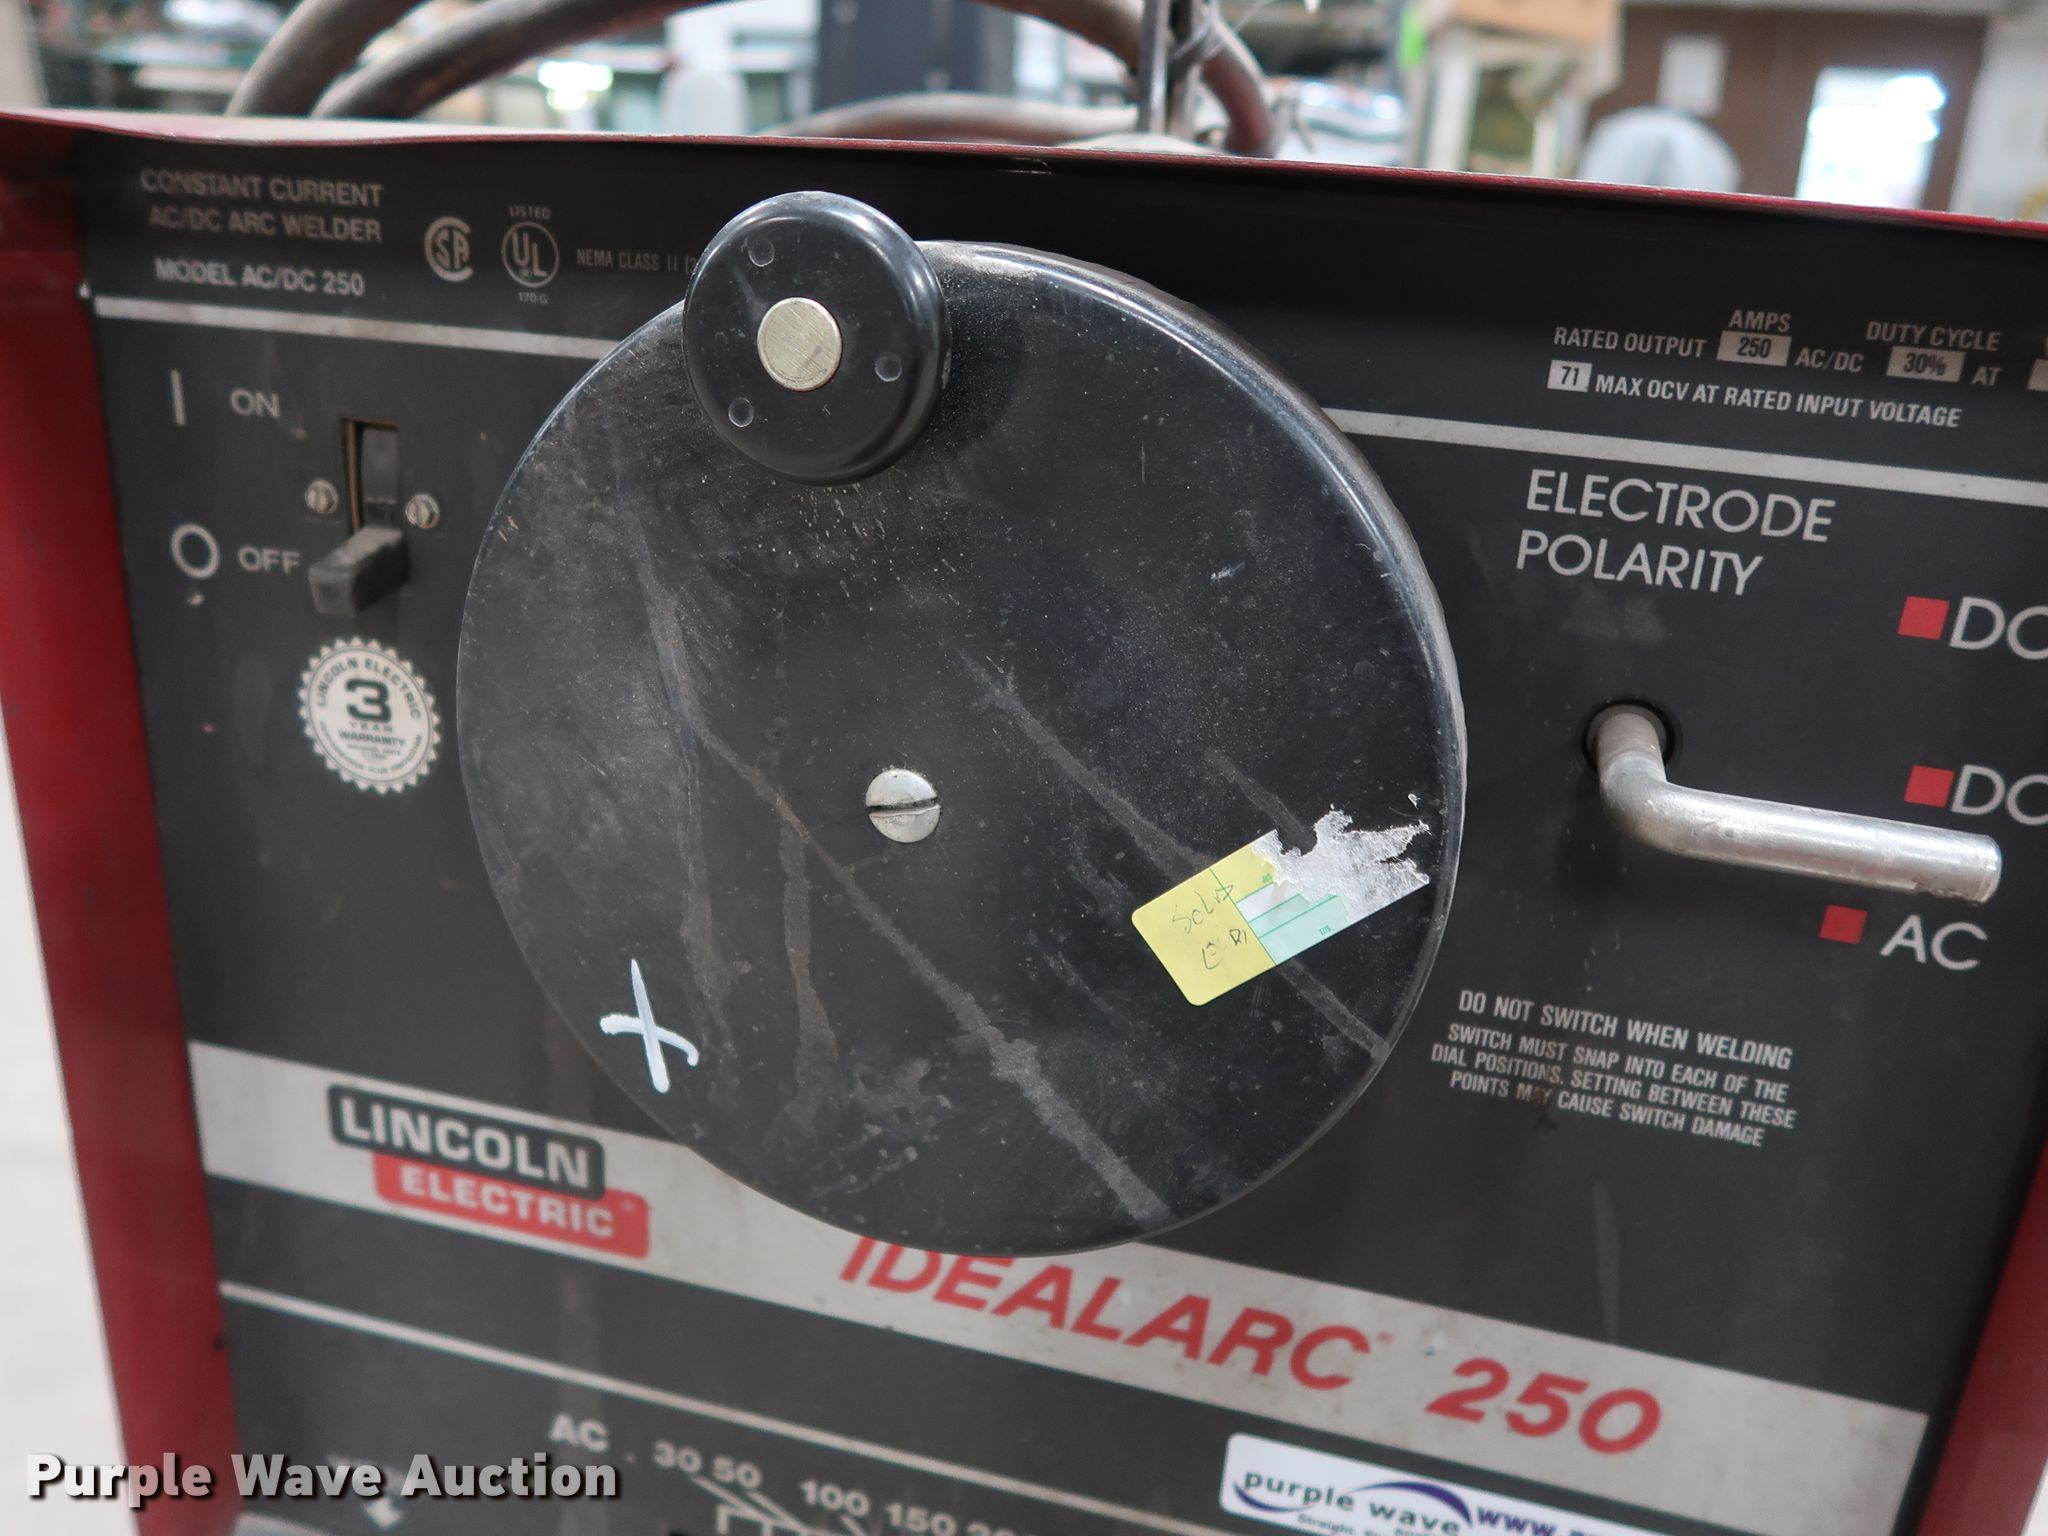 CONSTANT CURRENT
AC/DC ARC WELDER
MODEL AC/DC 250
LISTED
UL
170 G
NEMA CLASS II
AMPS
DUTY CYCLE
RATED OUTPUT 250 AC/DC 30% AT
71 MAX OCV AT RATED INPUT VOLTAGE
ON
OFF
ELECTRODE
POLARITY
DC
DC
AC
LINCOLN ELECTRIC
3
YEAR
WARRANTY
DO NOT SWITCH WHEN WELDING
SWITCH MUST SNAP INTO EACH OF THE
DIAL POSITIONS. SETTING BETWEEN THESE
POINTS MAY CAUSE SWITCH DAMAGE
LINCOLN
ELECTRIC
IDEALARC 250
AC 30 50 100 150
purple wave
www.
Purple Wave Auction